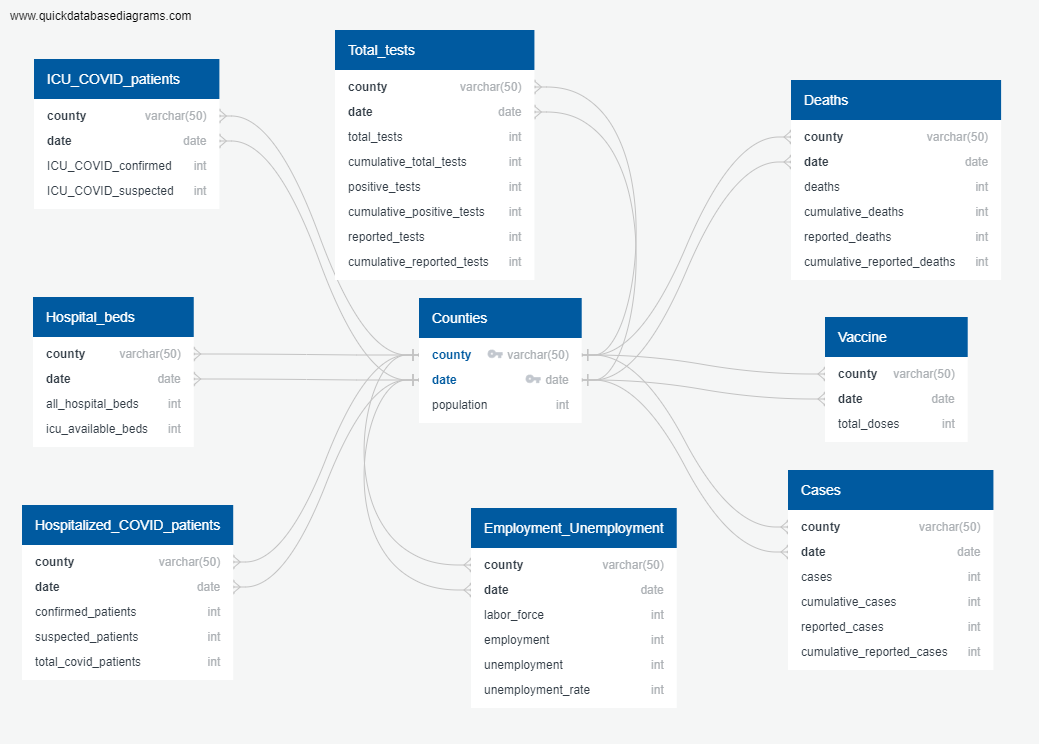 www.quickdatabasediagrams.com
ICU_COVID_patients
county varchar(50)
date date
ICU_COVID_confirmed int
ICU_COVID_suspected int
Total_tests
county varchar(50)
date date
total_tests int
cumulative_total_tests int
positive_tests int
cumulative_positive_tests int
reported_tests int
cumulative_reported_tests int
Deaths
county varchar(50)
date date
deaths int
cumulative_deaths int
reported_deaths int
cumulative_reported_deaths int
Hospital_beds
county varchar(50)
date date
all_hospital_beds int
icu_available_beds int
Counties
county varchar(50)
date date
population int
Vaccine
county varchar(50)
date date
total_doses int
Hospitalized_COVID_patients
county varchar(50)
date date
confirmed_patients int
suspected_patients int
total_covid_patients int
Employment_Unemployment
county varchar(50)
date date
labor_force int
employment int
unemployment int
unemployment_rate int
Cases
county varchar(50)
date date
cases int
cumulative_cases int
reported_cases int
cumulative_reported_cases int